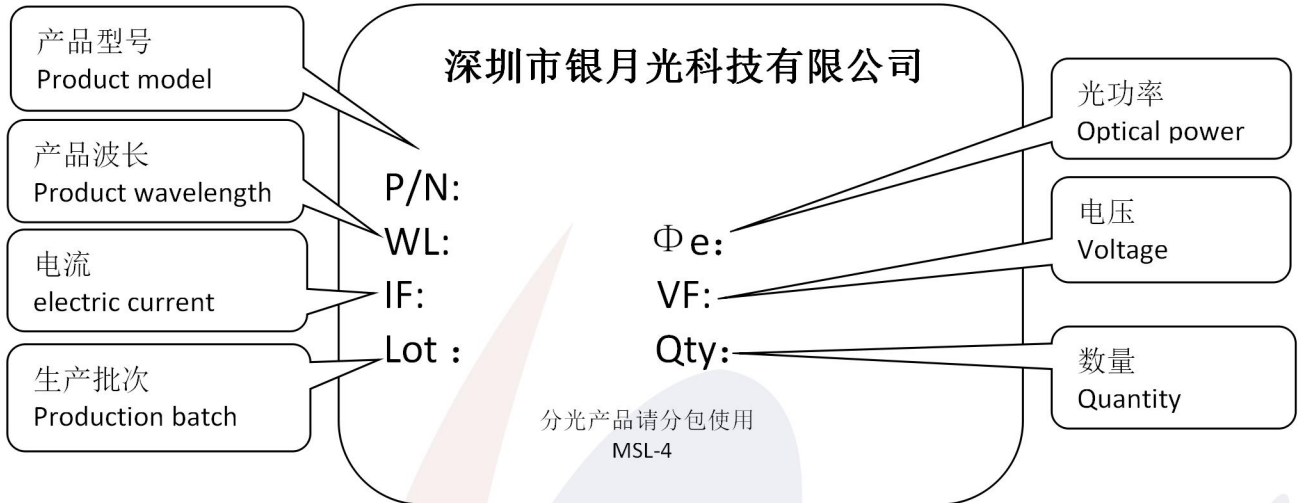 产品型号
Product model
产品波长
Product wavelength
电流
electric current
生产批次
Production batch
深圳市银月光科技有限公司
P/N:
WL: Φe：
IF: VF:
Lot： Qty：
分光产品请分包使用
MSL-4
光功率
Optical power
电压
Voltage
数量
Quantity